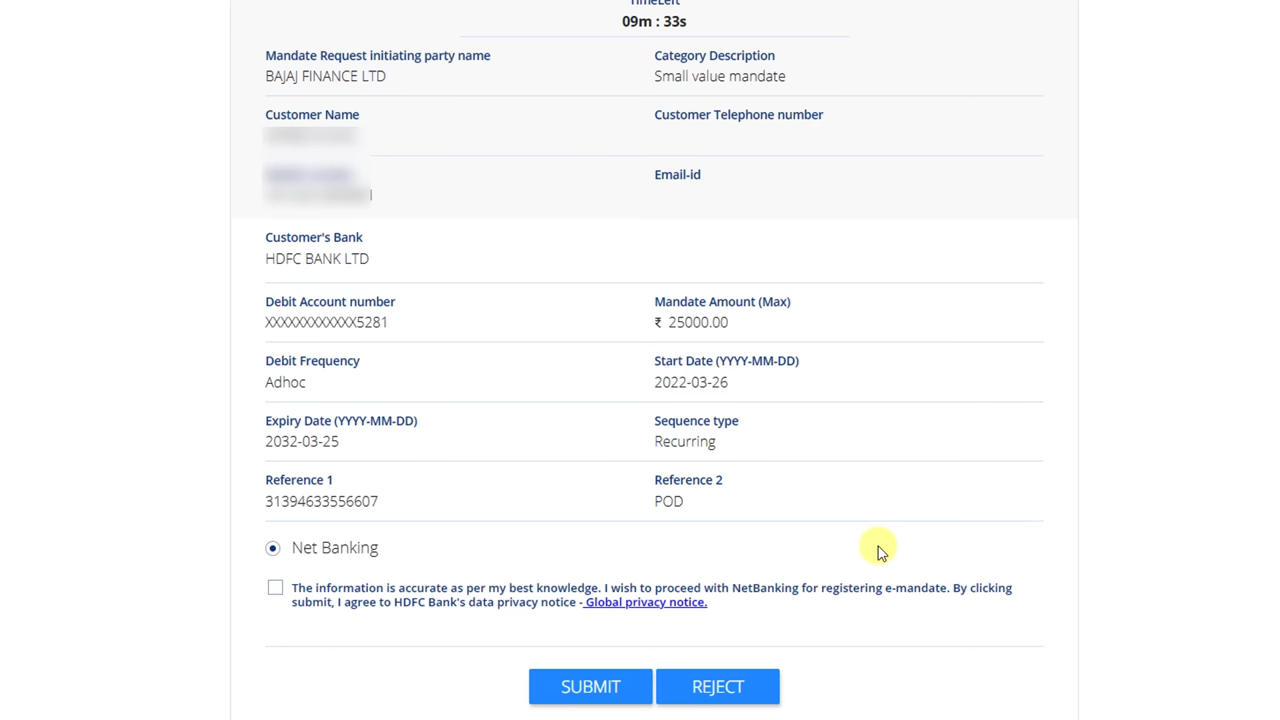 TimeLeft
09m : 33s
Mandate Request initiating party name
Category Description
BAJAJ FINANCE LTD
Small value mandate
Customer Name
Customer Telephone number
Email-id
Customer's Bank
HDFC BANK LTD
Debit Account number
Mandate Amount (Max)
XXXXXXXXXXXX5281
₹ 25000.00
Debit Frequency
Start Date (YYYY-MM-DD)
Adhoc
2022-03-26
Expiry Date (YYYY-MM-DD)
Sequence type
2032-03-25
Recurring
Reference 1
Reference 2
31394633556607
POD
Net Banking
The information is accurate as per my best knowledge. I wish to proceed with NetBanking for registering e-mandate. By clicking
submit, I agree to HDFC Bank's data privacy notice - Global privacy notice.
SUBMIT
REJECT